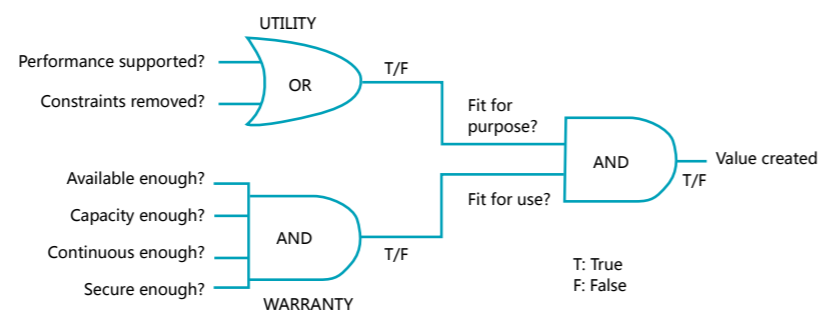 UTILITY
Performance supported?
Constraints removed?
OR
T/F
Fit for
purpose?
Available enough?
Capacity enough?
Continuous enough?
Secure enough?
AND
WARRANTY
T/F
Fit for use?
AND
T/F
Value created
T: True
F: False